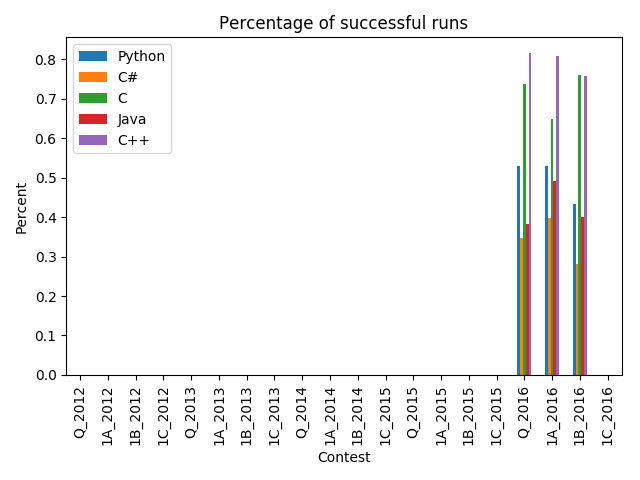 Percentage of successful runs
Python
C#
C
Java
C++
Percent
0.8
0.7
0.6
0.5
0.4
0.3
0.2
0.1
0.0
Q_2012
1A_2012
1B_2012
1C_2012
Q_2013
1A_2013
1B_2013
1C_2013
Q_2014
1A_2014
1B_2014
1C_2015
Q_2015
1A_2015
1B_2015
1C_2015
Q_2016
1A_2016
1B_2016
1C_2016
Contest